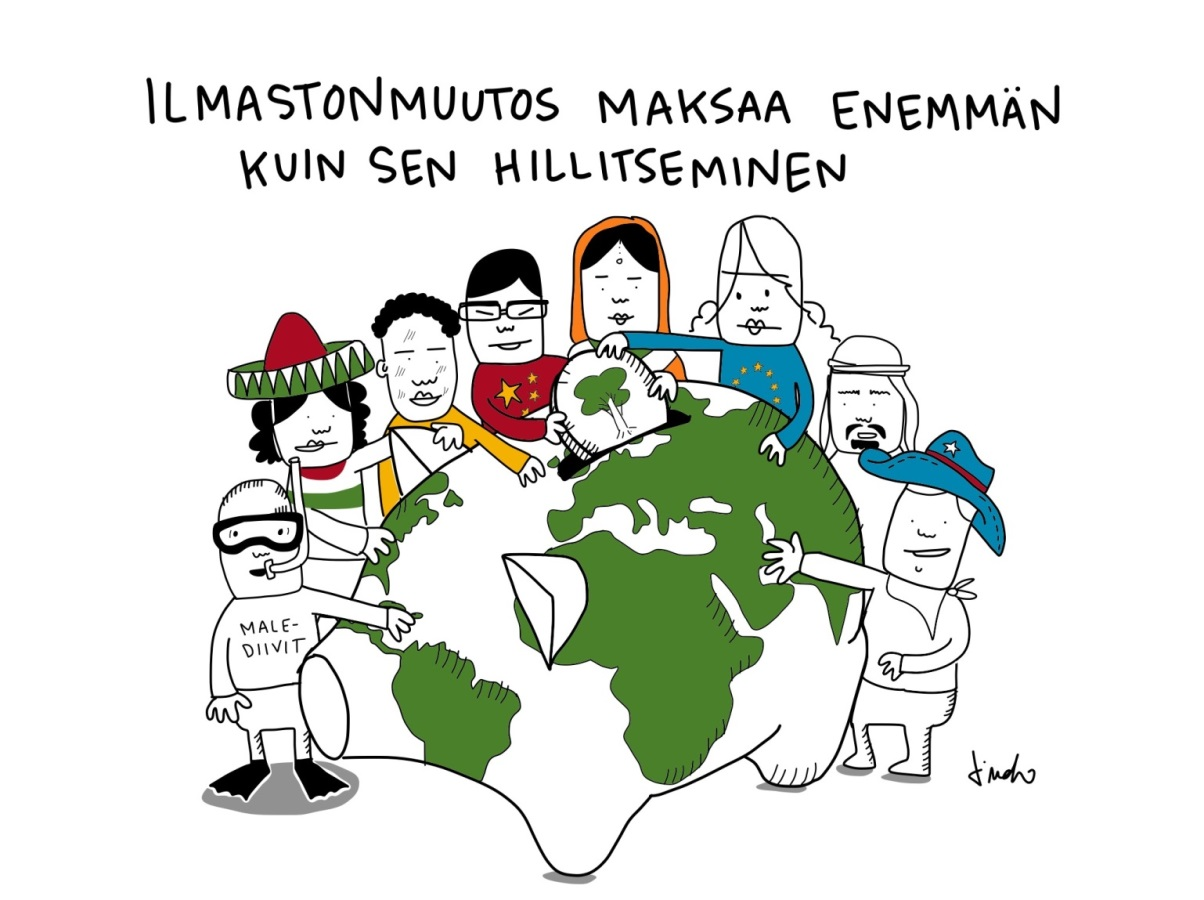 ILMASTONMUUTOS MAKSAA ENEMMÄN
KUIN SEN HILLITSEMINEN
MALE-
DIIVIT